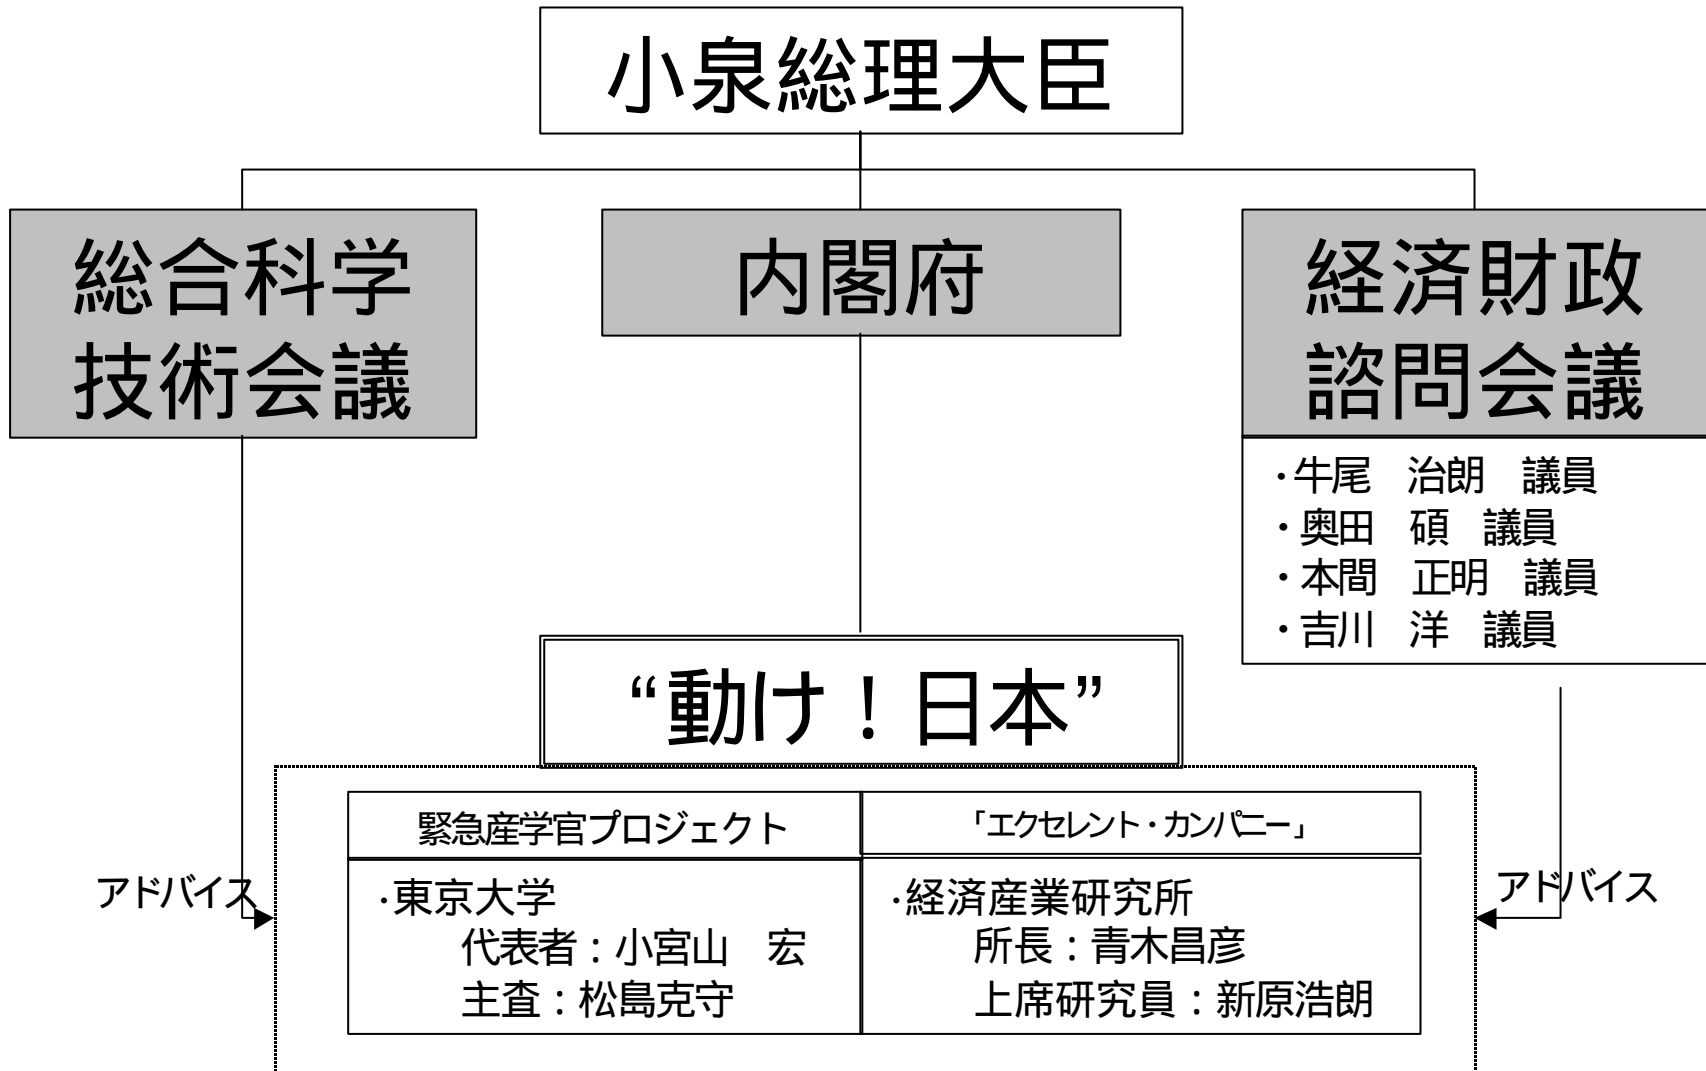 小泉総理大臣
総合科学
技術会議
内閣府
経済財政
諮問会議
・牛尾　治朗　議員
・奥田　碩　議員
・本間　正明　議員
・吉川　洋　議員
“動け！日本”
緊急産学官プロジェクト
「エクセレント・カンパニー」
アドバイス
・東京大学
代表者：小宮山　宏
主査：松島克守
・経済産業研究所
所長：青木昌彦
上席研究員：新原浩朗
アドバイス